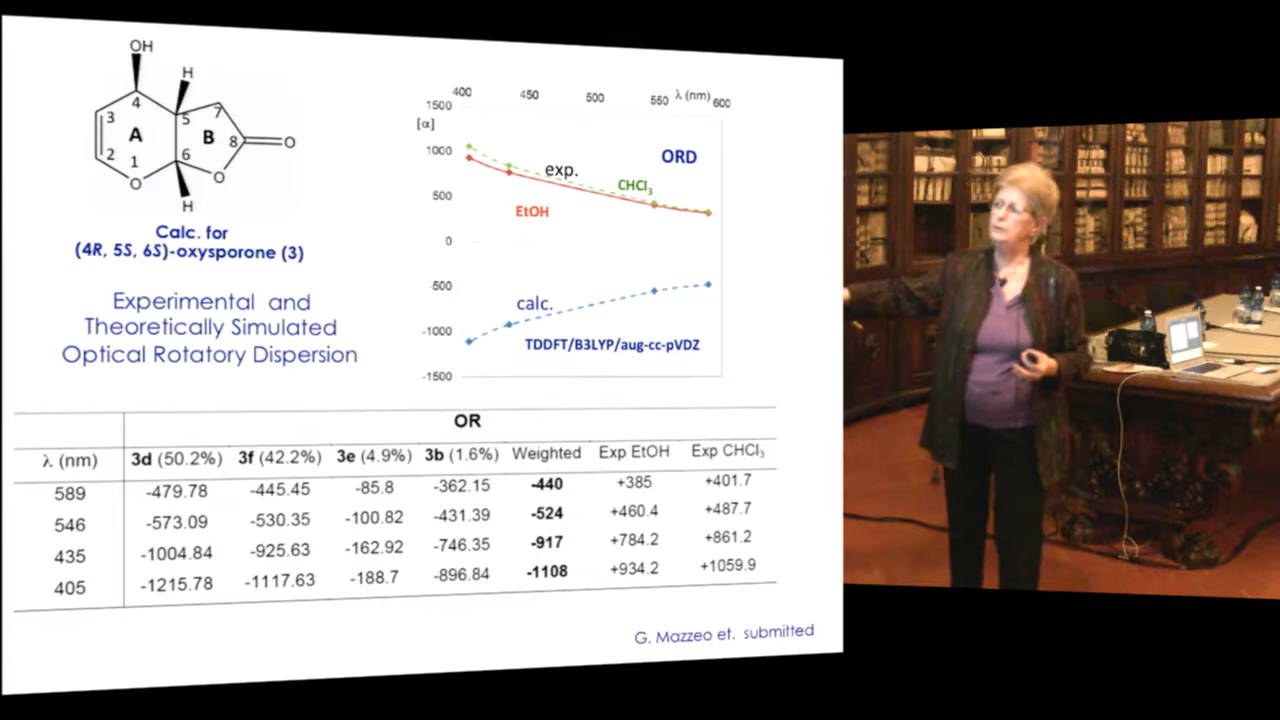 OH
H
4
3
5
7
A
B
8
O
2
1
6
O
O
H
Calc. for
(4R, 5S, 6S)-oxysporone (3)
Experimental and
Theoretically Simulated
Optical Rotatory Dispersion
400 450 500 550 λ (nm) 600
1500
[α]
1000
500
0
-500
-1000
-1500
ORD
exp.
CHCl₃
EtOH
calc.
TDDFT/B3LYP/aug-cc-pVDZ
OR
λ (nm) 3d (50.2%) 3f (42.2%) 3e (4.9%) 3b (1.6%) Weighted Exp EtOH Exp CHCl₃
589 -479.78 -445.45 -85.8 -362.15 -440 +385 +401.7
546 -573.09 -530.35 -100.82 -431.39 -524 +460.4 +487.7
435 -1004.84 -925.63 -162.92 -746.35 -917 +784.2 +861.2
405 -1215.78 -1117.63 -188.7 -896.84 -1108 +934.2 +1059.9
G. Mazzeo et. submitted